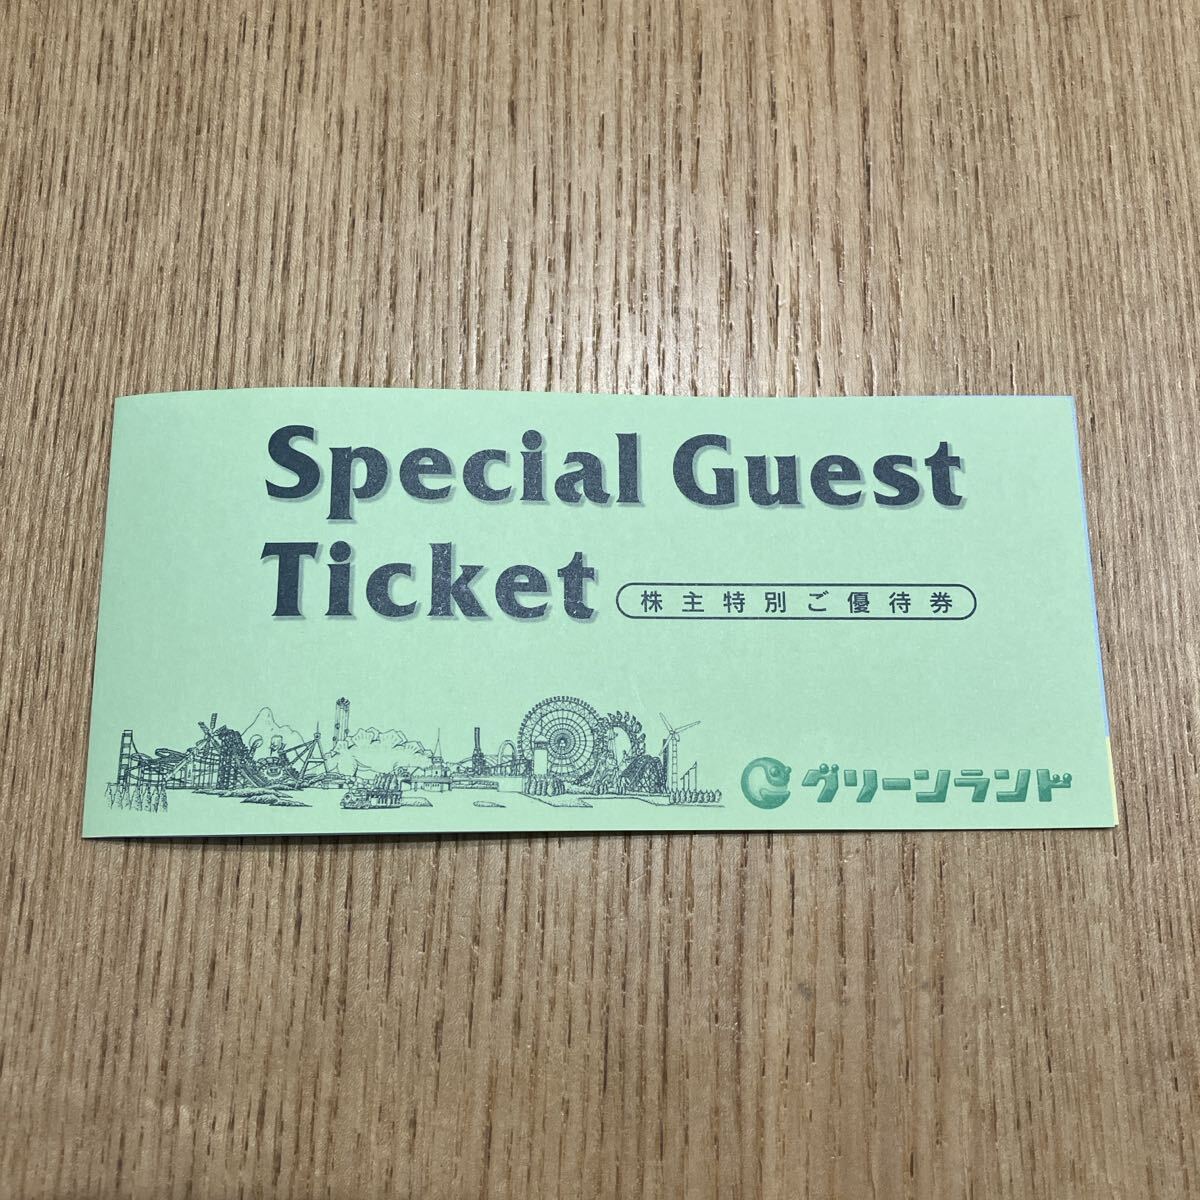 Special Guest
Ticket
株主特別ご優待券
グリーンランド